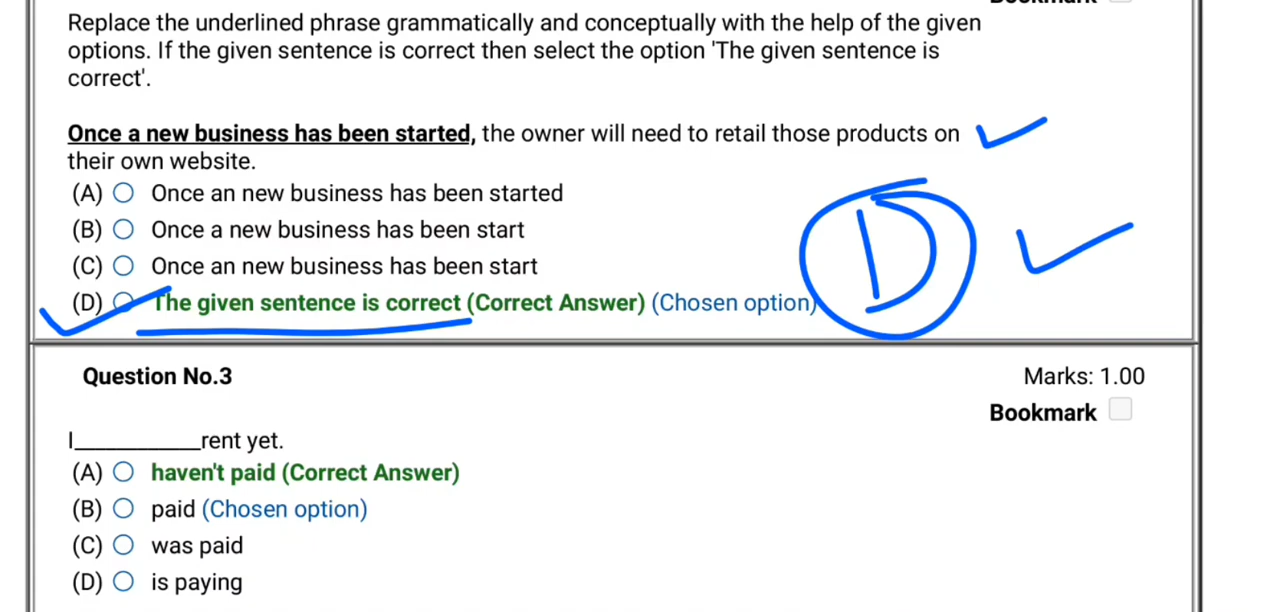 Replace the underlined phrase grammatically and conceptually with the help of the given
options. If the given sentence is correct then select the option 'The given sentence is
correct'.
Once a new business has been started, the owner will need to retail those products on
their own website.
(A) Once an new business has been started
(B) Once a new business has been start
(C) Once an new business has been start
(D) The given sentence is correct (Correct Answer) (Chosen option)
D
Question No.3 Marks: 1.00
Bookmark
I__________rent yet.
(A) haven't paid (Correct Answer)
(B) paid (Chosen option)
(C) was paid
(D) is paying